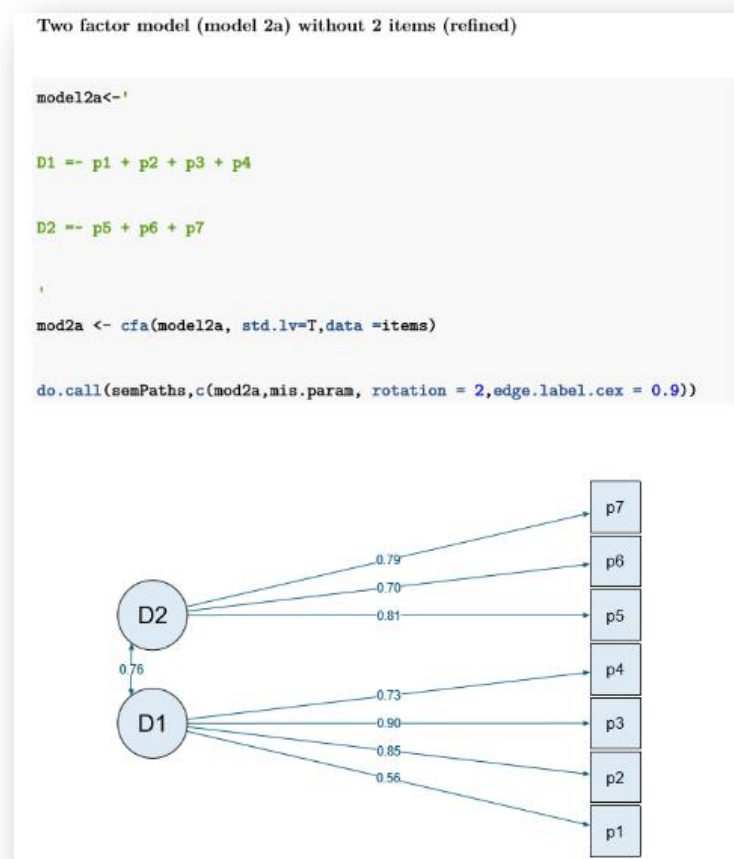 Two factor model (model 2a) without 2 items (refined)
model2a<-'
D1 =~ p1 + p2 + p3 + p4
D2 =~ p5 + p6 + p7
'
mod2a <- cfa(model2a, std.lv=T,data =items)
do.call(semPaths,c(mod2a,mis.param, rotation = 2,edge.label.cex = 0.9))
p7
0.79
p6
0.70
D2
0.81
p5
0.76
p4
0.73
D1
0.90
p3
0.85
p2
0.56
p1